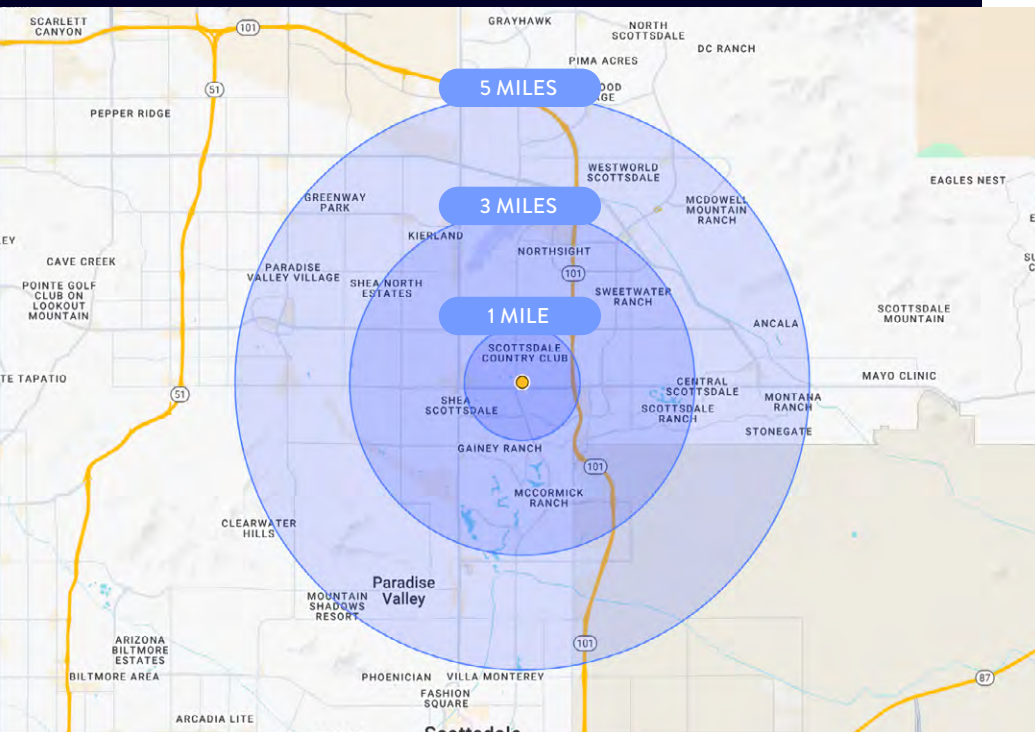 SCARLETT
CANYON
101
GRAYHAWK
NORTH
SCOTTSDALE
DC RANCH
PIMA ACRES
51
5 MILES
PEPPER RIDGE
WESTWORLD
SCOTTSDALE
EAGLES NEST
GREENWAY
PARK
3 MILES
MCDOWELL
MOUNTAIN
RANCH
KIERLAND
NORTHSIGHT
CAVE CREEK
PARADISE
VALLEY VILLAGE
101
POINTE GOLF
CLUB ON
LOOKOUT
MOUNTAIN
SHEA NORTH
ESTATES
SWEETWATER
RANCH
1 MILE
ANCALA
SCOTTSDALE
MOUNTAIN
SCOTTSDALE
COUNTRY CLUB
TE TAPATIO
51
CENTRAL
SCOTTSDALE
MAYO CLINIC
SHEA
SCOTTSDALE
SCOTTSDALE
RANCH
MONTANA
RANCH
STONEGATE
GAINEY RANCH
101
MCCORMICK
RANCH
CLEARWATER
HILLS
Paradise
Valley
MOUNTAIN
SHADOWS
RESORT
ARIZONA
BILTMORE
ESTATES
101
BILTMORE AREA
PHOENICIAN
VILLA MONTEREY
87
FASHION
SQUARE
ARCADIA LITE
Scottsdale